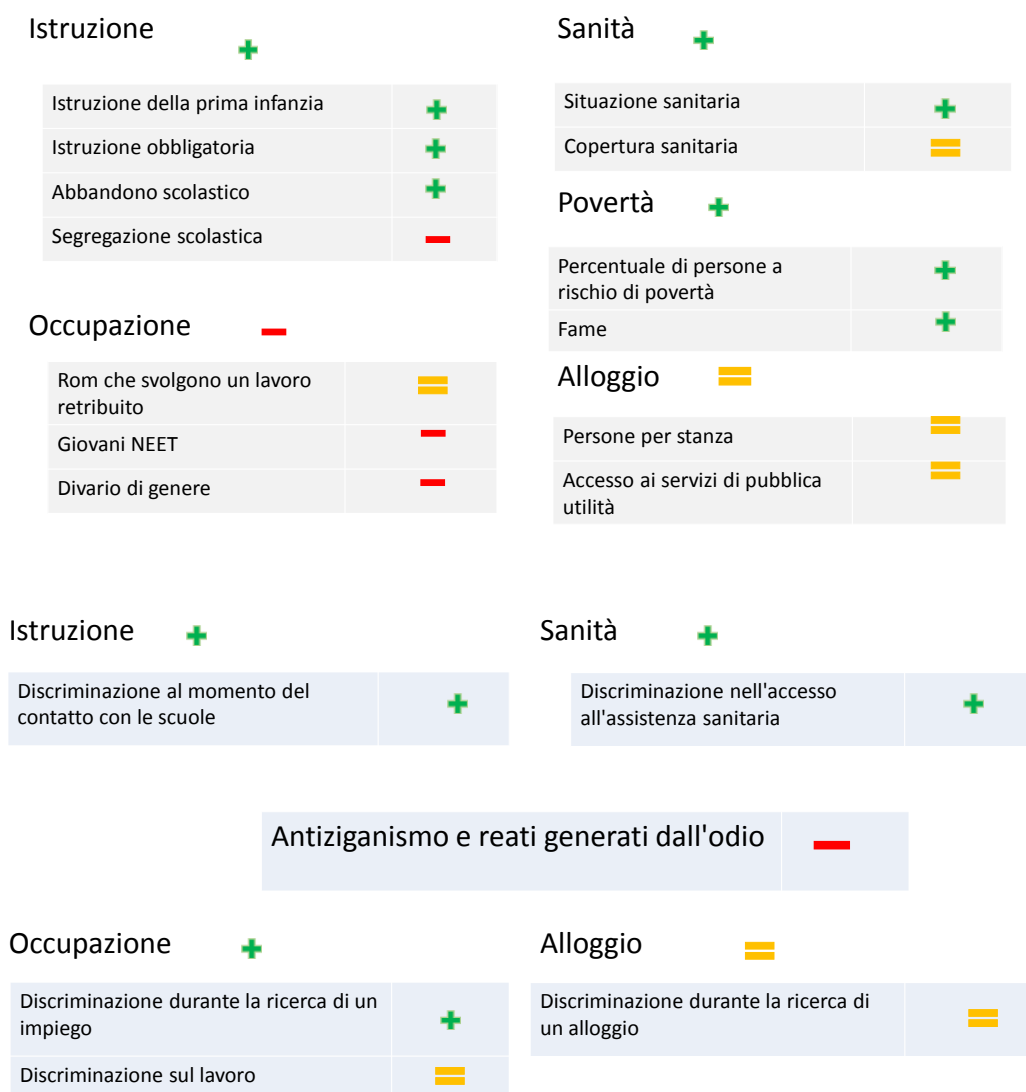 Istruzione
Istruzione della prima infanzia
Istruzione obbligatoria
Abbandono scolastico
Segregazione scolastica
Occupazione
Rom che svolgono un lavoro
retribuito
Giovani NEET
Divario di genere
Sanità
Situazione sanitaria
Copertura sanitaria
Povertà
Percentuale di persone a
rischio di povertà
Fame
Alloggio
Persone per stanza
Accesso ai servizi di pubblica
utilità
Istruzione
Discriminazione al momento del
contatto con le scuole
Sanità
Discriminazione nell'accesso
all'assistenza sanitaria
Antiziganismo e reati generati dall'odio
Occupazione
Discriminazione durante la ricerca di un
impiego
Discriminazione sul lavoro
Alloggio
Discriminazione durante la ricerca di
un alloggio